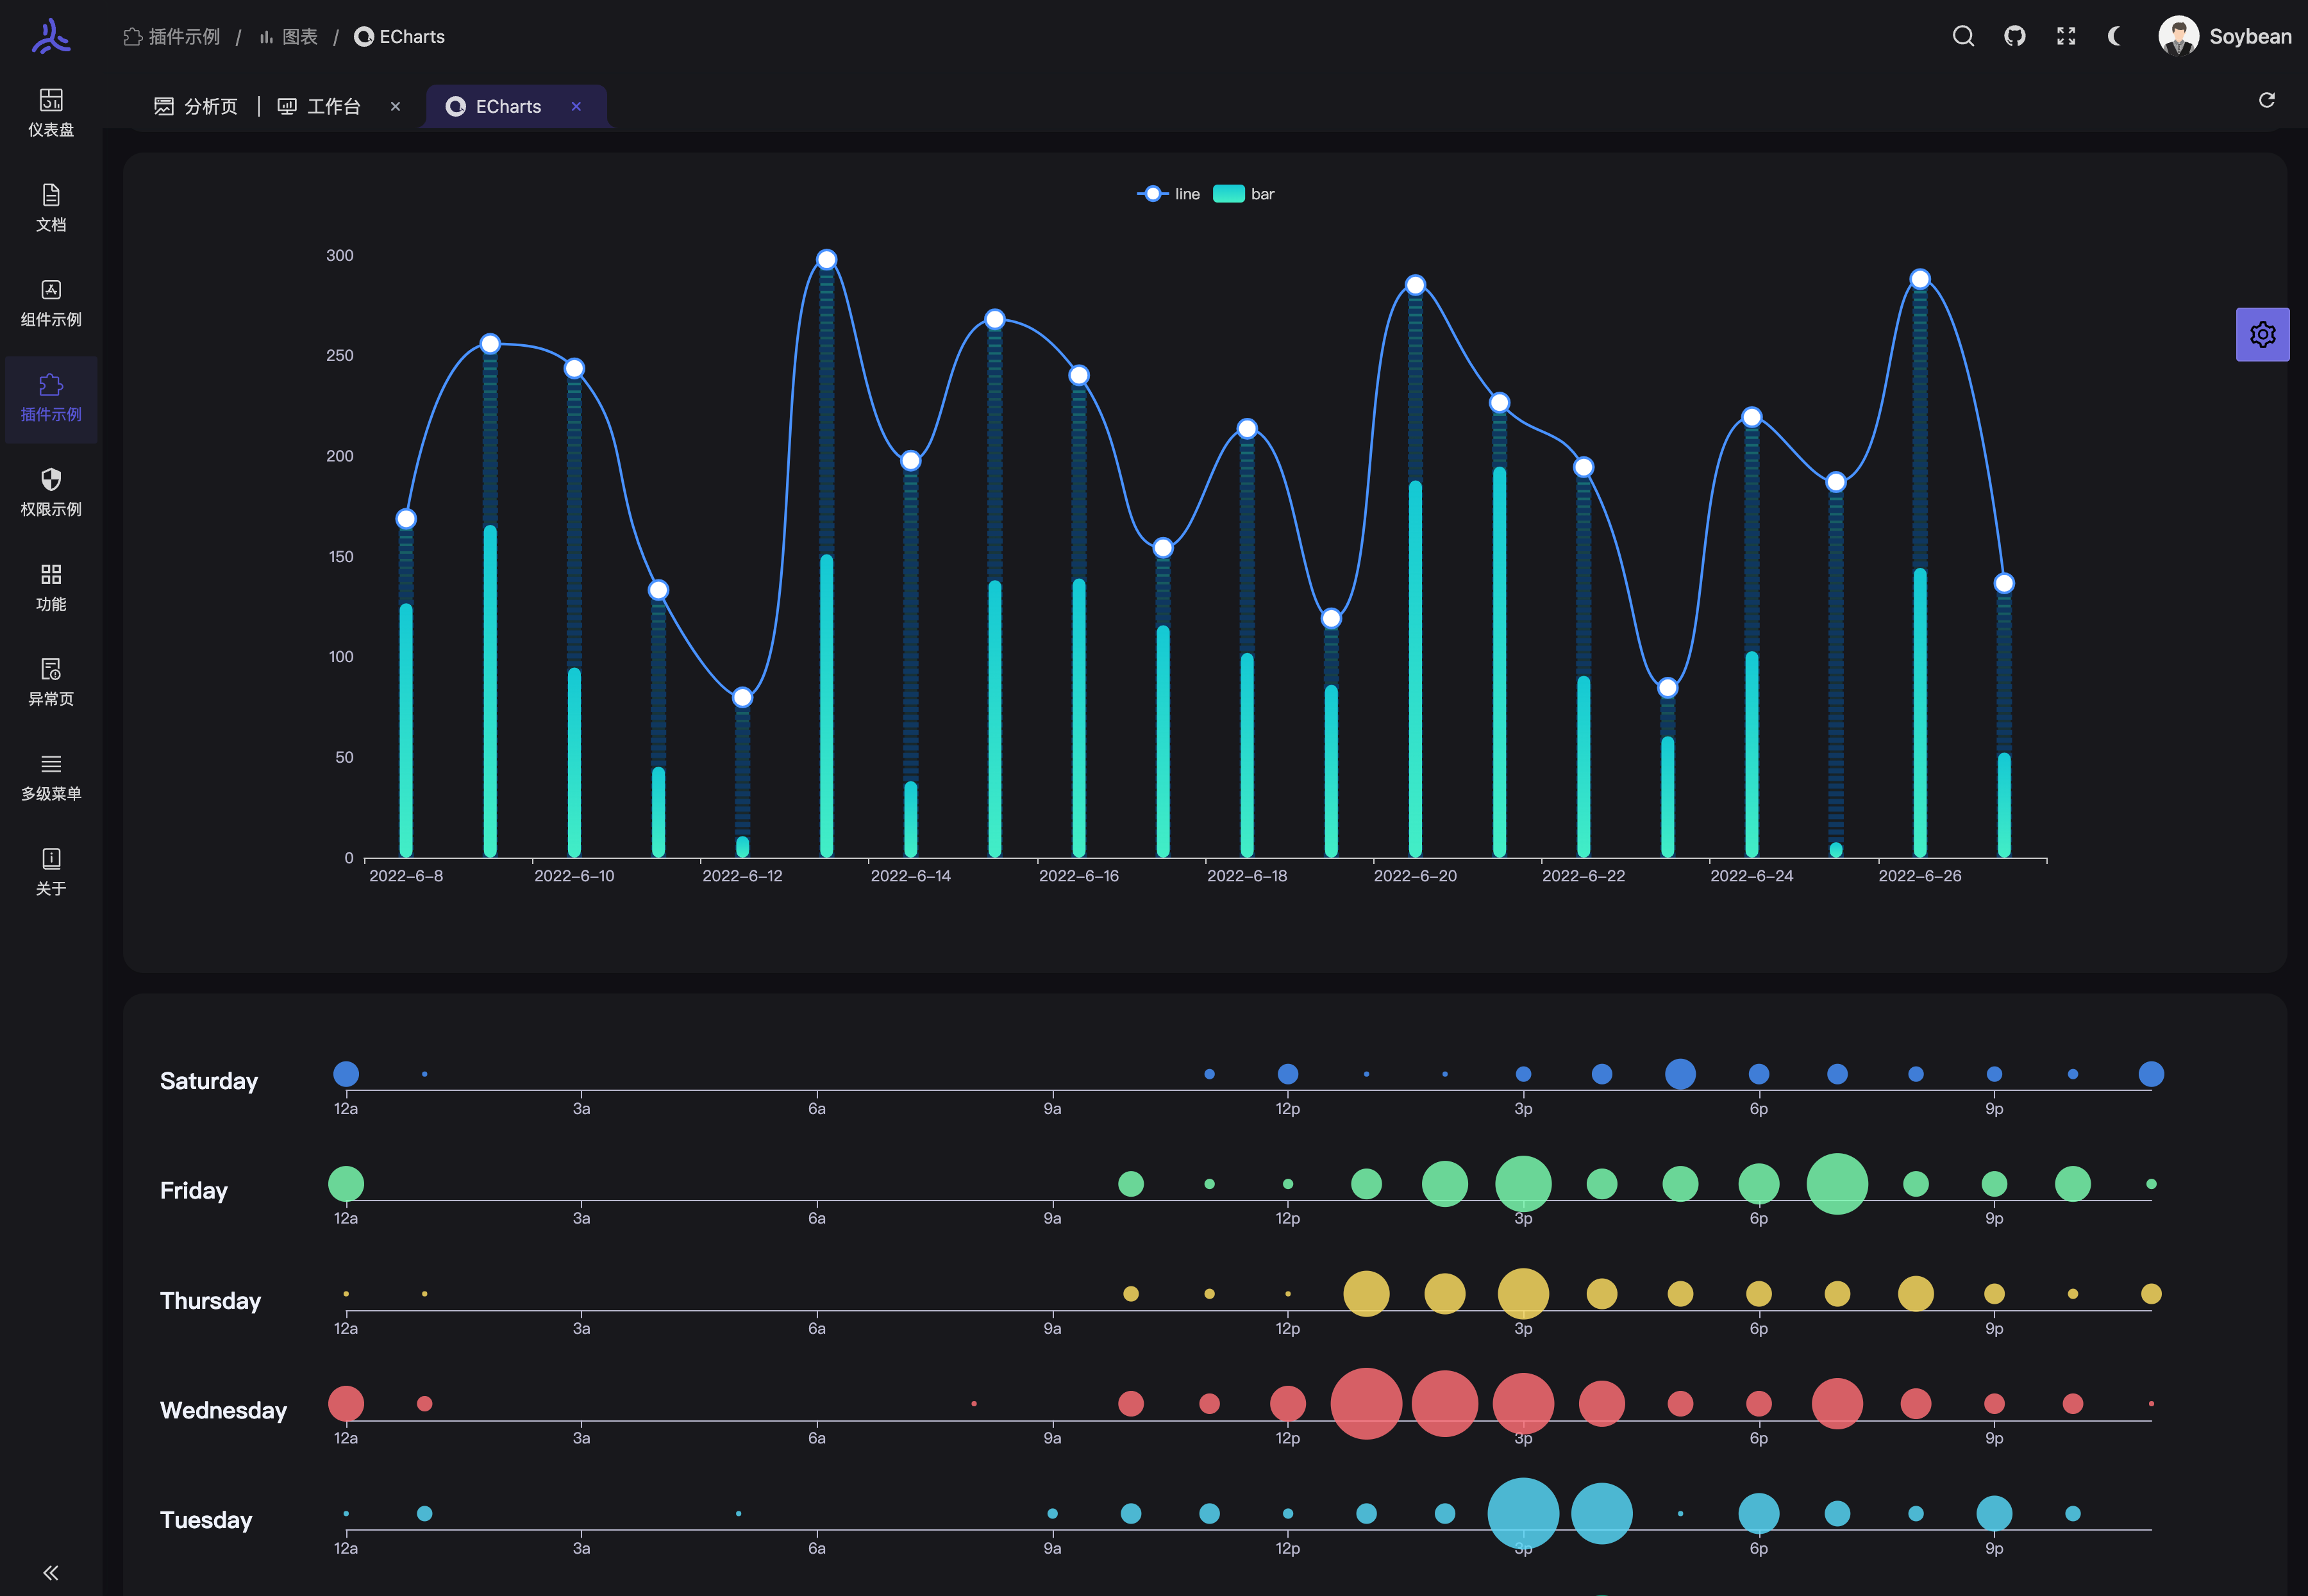 插件示例 / 图表 / ECharts
Soybean
分析页 工作台 ECharts
仪表盘
文档
组件示例
插件示例
权限示例
功能
异常页
多级菜单
关于
line bar
300
250
200
150
100
50
0
2022-6-8 2022-6-10 2022-6-12 2022-6-14 2022-6-16 2022-6-18 2022-6-20 2022-6-22 2022-6-24 2022-6-26
Saturday
12a 3a 6a 9a 12p 3p 6p 9p
Friday
12a 3a 6a 9a 12p 3p 6p 9p
Thursday
12a 3a 6a 9a 12p 3p 6p 9p
Wednesday
12a 3a 6a 9a 12p 3p 6p 9p
Tuesday
12a 3a 6a 9a 12p 3p 6p 9p